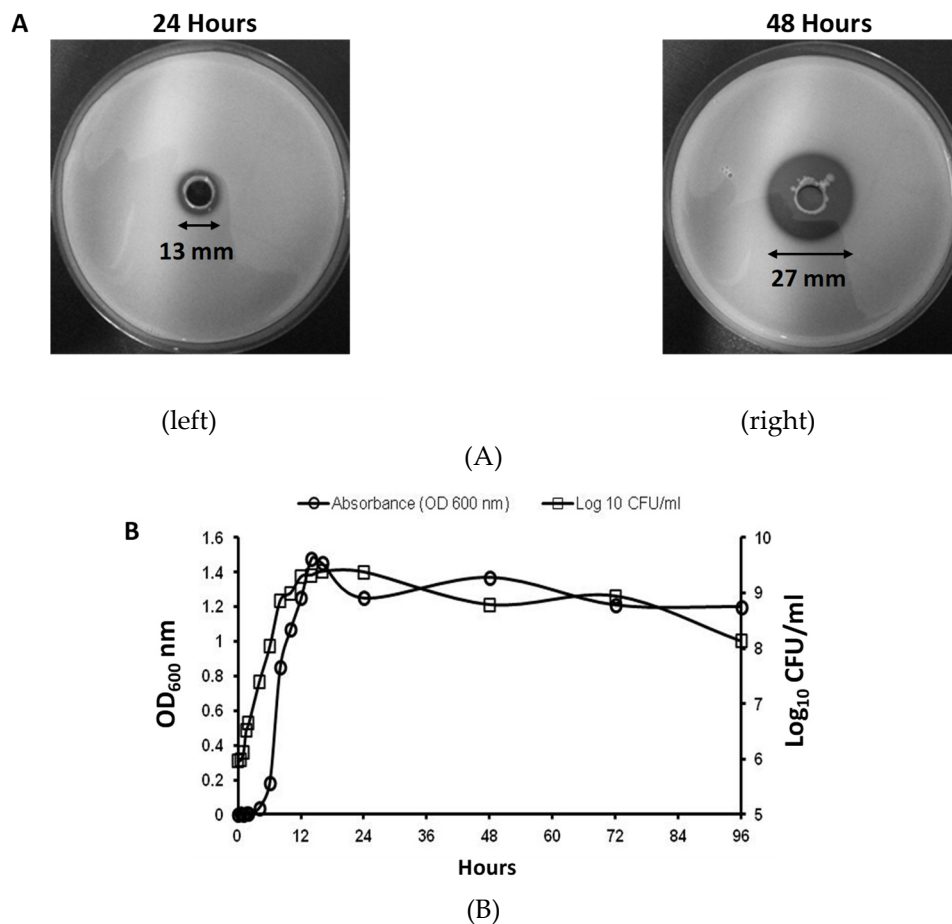 A
24 Hours
48 Hours
13 mm
27 mm
(left)
(right)
(A)
Absorbance (OD 600 nm)
Log 10 CFU/ml
B
1.6
1.4
1.2
1
0.8
0.6
0.4
0.2
0
OD600 nm
10
9
8
7
6
5
Log10 CFU/ml
0 12 24 36 48 60 72 84 96
Hours
(B)